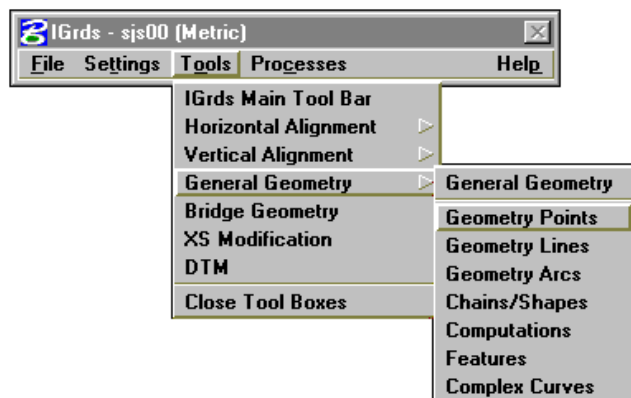 IGrds - sjs00 (Metric)
File Settings Tools Processes Help
IGrds Main Tool Bar
Horizontal Alignment
Vertical Alignment
General Geometry
Bridge Geometry
XS Modification
DTM
Close Tool Boxes
General Geometry
Geometry Points
Geometry Lines
Geometry Arcs
Chains/Shapes
Computations
Features
Complex Curves